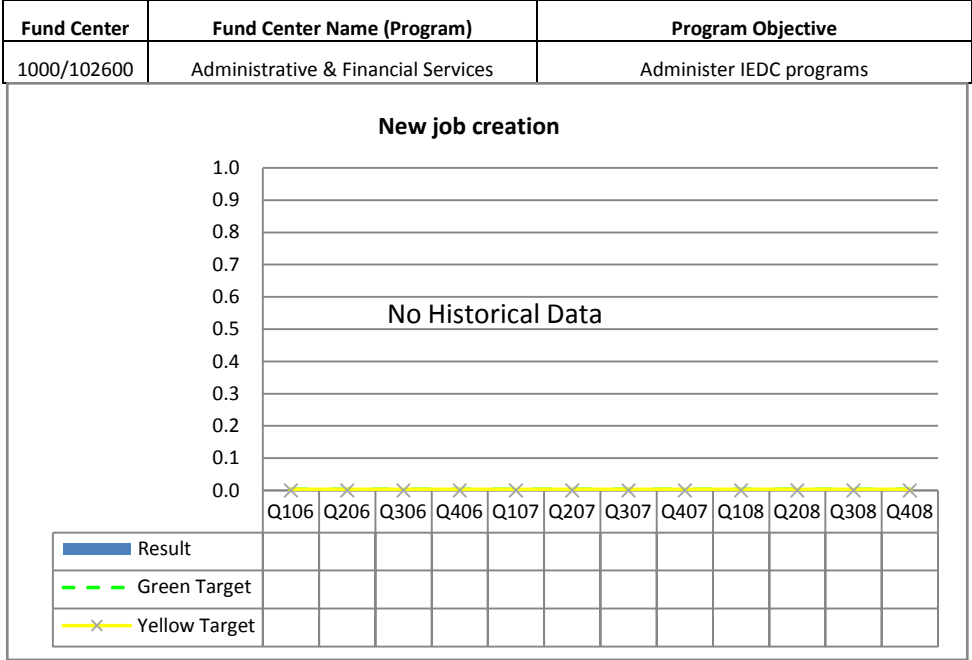 Fund Center Fund Center Name (Program) Program Objective
1000/102600 Administrative & Financial Services Administer IEDC programs
New job creation
1.0
0.9
0.8
0.7
0.6
No Historical Data
0.5
0.4
0.3
0.2
0.1
0.0
Q106 Q206 Q306 Q406 Q107 Q207 Q307 Q407 Q108 Q208 Q308 Q408
Result
Green Target
Yellow Target